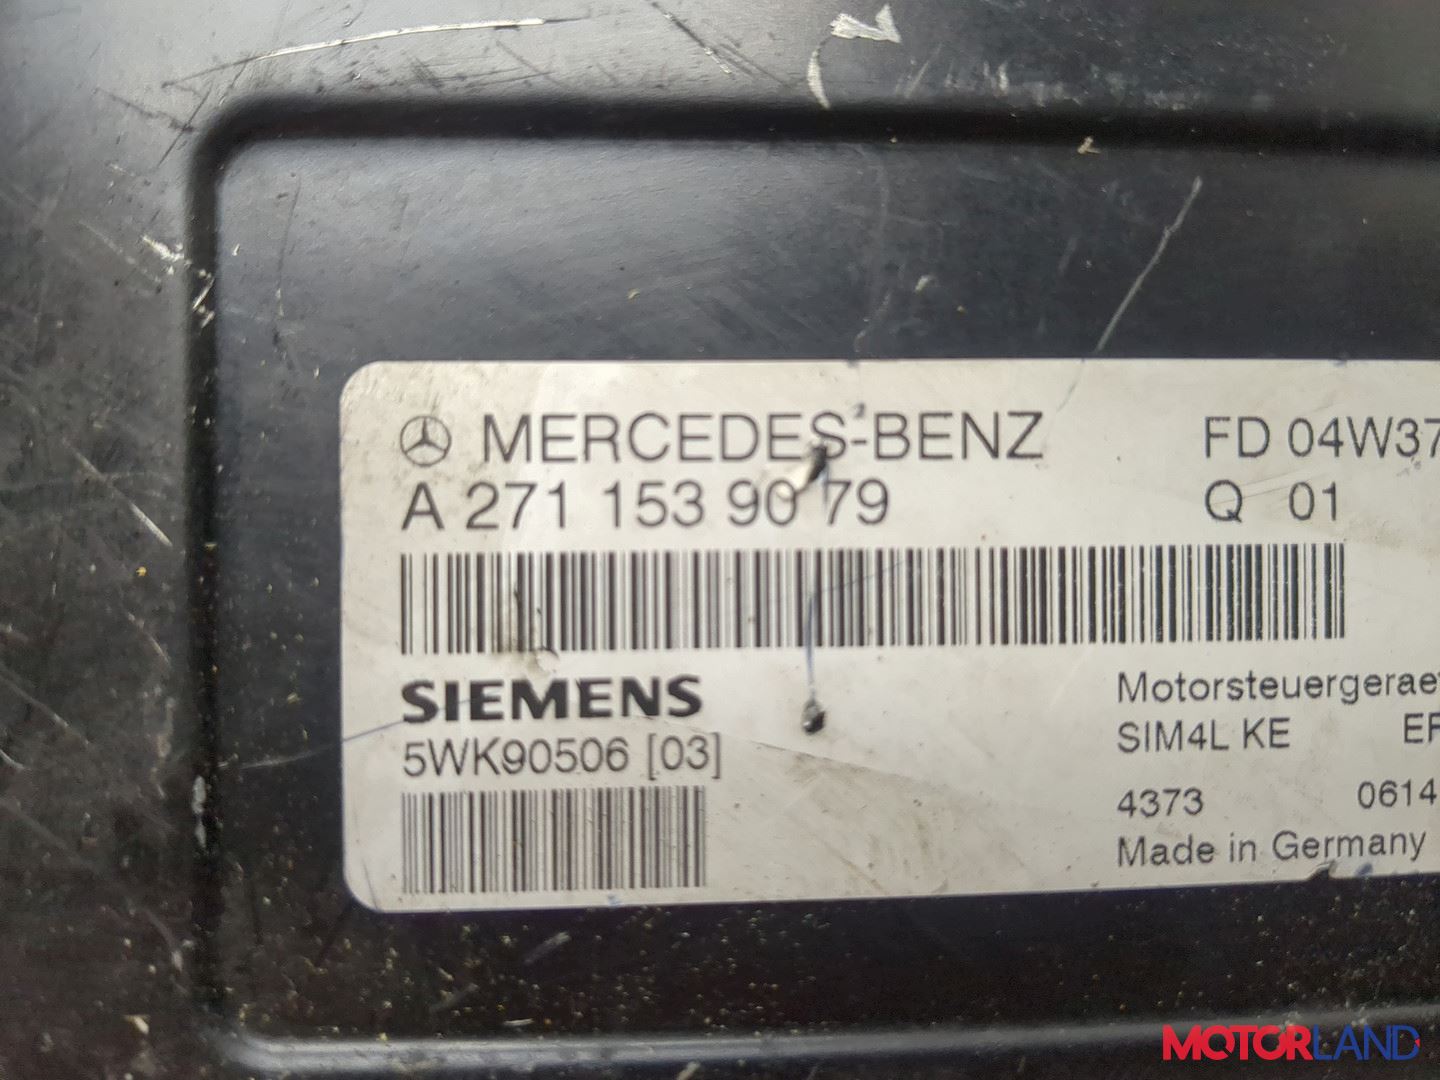 MERCEDES-BENZ FD 04W37
A 271 153 90 79 Q 01
SIEMENS Motorsteuergerae
5WK90506 [03] SIM4L KE
4373 0614
Made in Germany
MOTORLAND